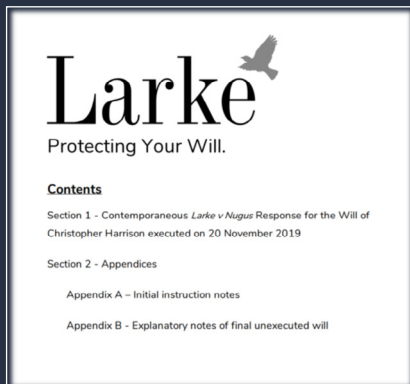 Larke
Protecting Your Will.
Contents
Section 1 - Contemporaneous Larke v Nugus Response for the Will of
Christopher Harrison executed on 20 November 2019
Section 2 - Appendices
Appendix A – Initial instruction notes
Appendix B - Explanatory notes of final unexecuted will